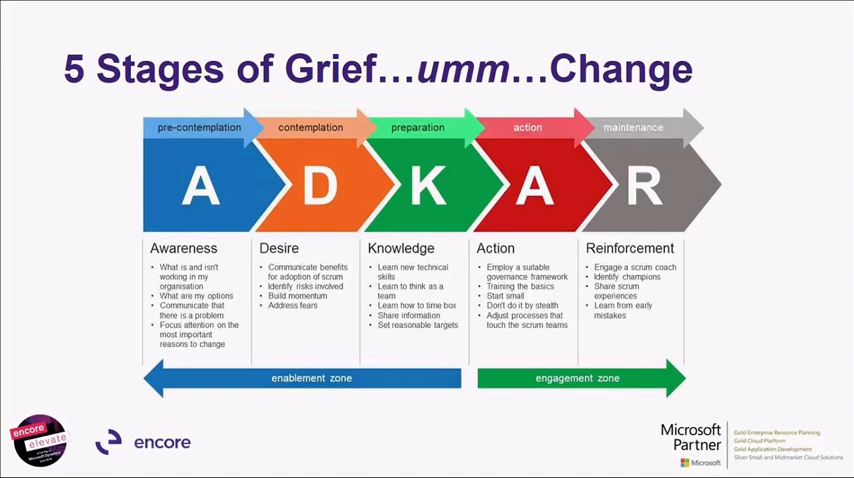 5 Stages of Grief...umm...Change
pre-contemplation
contemplation
preparation
action
maintenance
A
D
K
A
R
Awareness
• What is and isn't
working in my
organisation
• What are my options
• Communicate that
there is a problem
• Focus attention on the
most important
reasons to change
Desire
• Communicate benefits
for adoption of scrum
• Identify risks involved
• Build momentum
• Address fears
Knowledge
• Learn new technical
skills
• Learn to think as a
team
• Learn how to time box
• Share information
• Set reasonable targets
Action
• Employ a suitable
governance framework
• Training the basics
• Start small
• Don't do it by stealth
• Adjust processes that
touch the scrum teams
Reinforcement
• Engage a scrum coach
• Identify champions
• Share scrum
experiences
• Learn from early
mistakes
enablement zone
engagement zone
encore
elevate
Microsoft Dynamics
encore
Microsoft
Partner
Microsoft
Gold Enterprise Resource Planning
Gold Cloud Platform
Gold Application Development
Silver Small and Midmarket Cloud Solutions